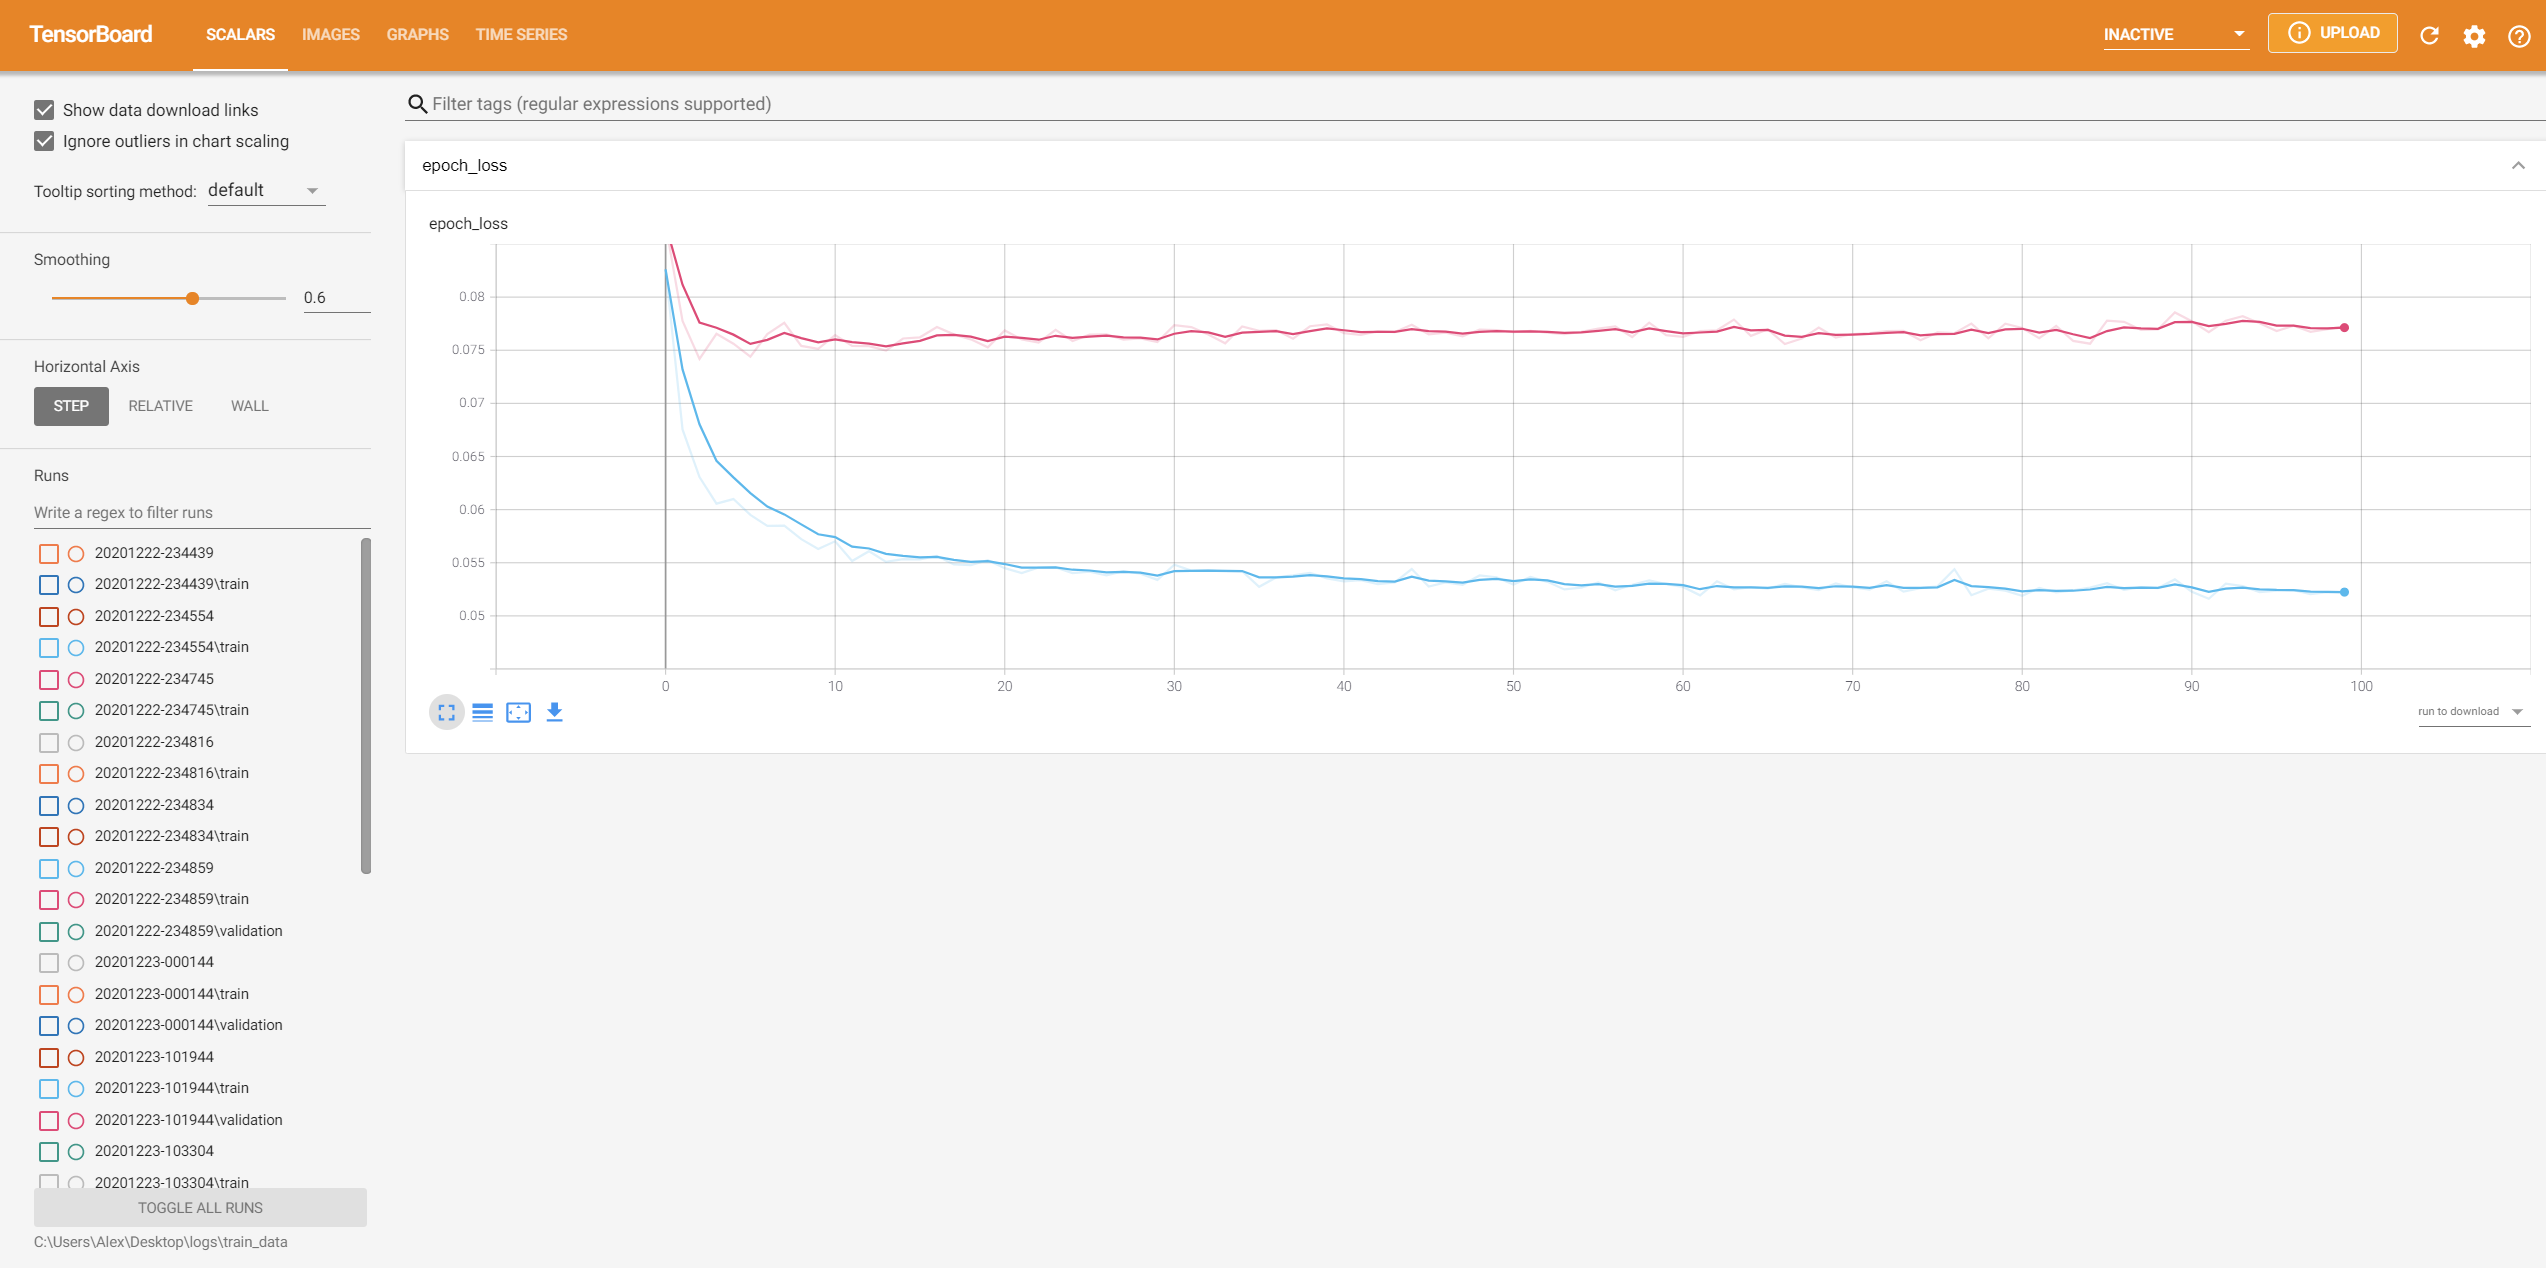 TensorBoard SCALARS IMAGES GRAPHS TIME SERIES INACTIVE UPLOAD
Show data download links
Ignore outliers in chart scaling
Tooltip sorting method: default
Smoothing
0.6
Horizontal Axis
STEP RELATIVE WALL
Runs
Write a regex to filter runs
20201222-234439
20201222-234439\train
20201222-234554
20201222-234554\train
20201222-234745
20201222-234745\train
20201222-234816
20201222-234816\train
20201222-234834
20201222-234834\train
20201222-234859
20201222-234859\train
20201222-234859\validation
20201223-000144
20201223-000144\train
20201223-000144\validation
20201223-101944
20201223-101944\train
20201223-101944\validation
20201223-103304
20201223-103304\train
TOGGLE ALL RUNS
C:\Users\Alex\Desktop\logs\train_data
Filter tags (regular expressions supported)
epoch_loss
epoch_loss
0.08
0.075
0.07
0.065
0.06
0.055
0.05
0 10 20 30 40 50 60 70 80 90 100
run to download